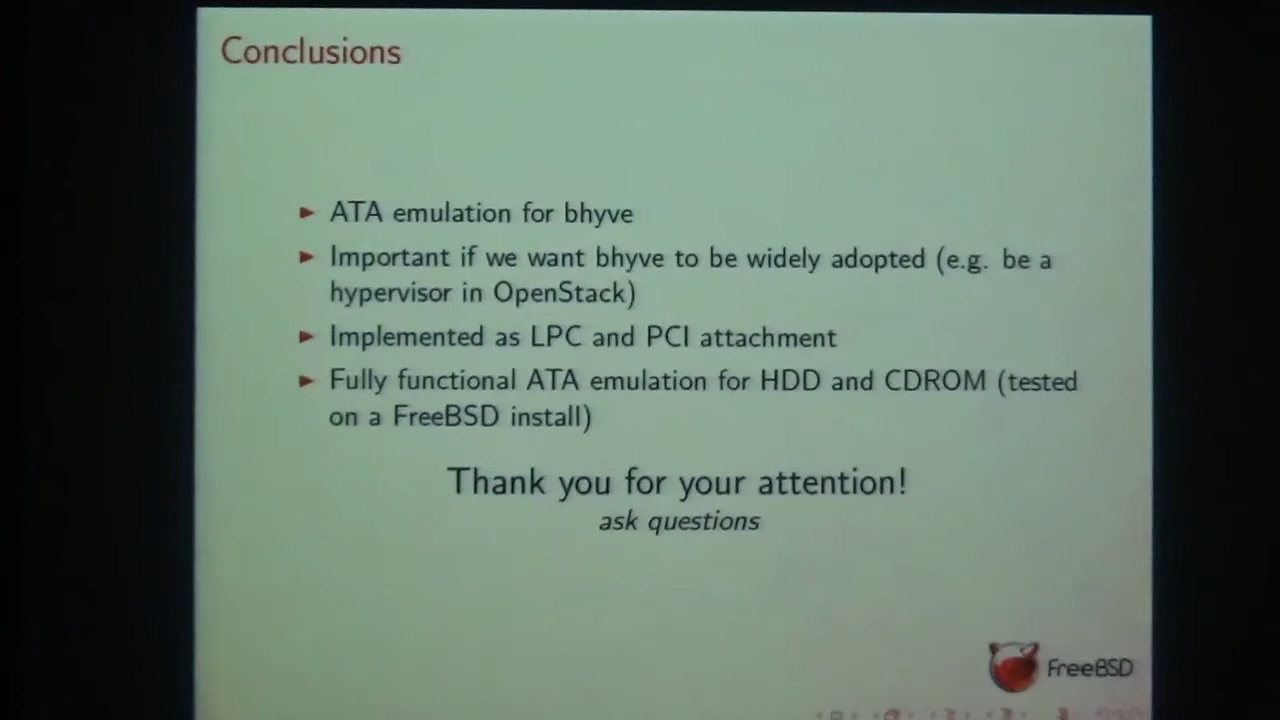 Conclusions
ATA emulation for bhyve
Important if we want bhyve to be widely adopted (e.g. be a
hypervisor in OpenStack)
Implemented as LPC and PCI attachment
Fully functional ATA emulation for HDD and CDROM (tested
on a FreeBSD install)
Thank you for your attention!
ask questions
FreeBSD